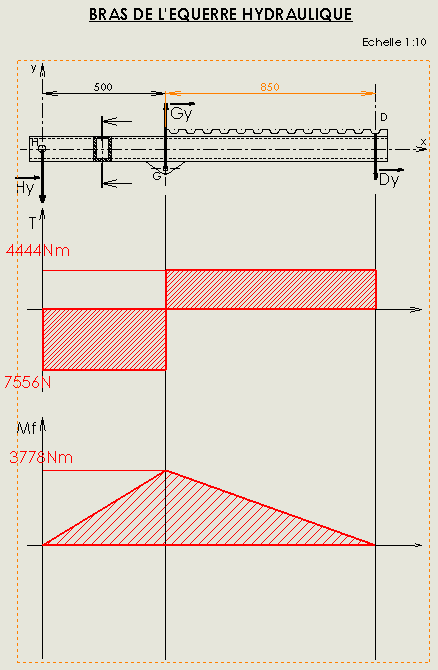 BRAS DE L'EQUERRE HYDRAULIQUE
Echelle 1:10
y
500
850
Gy
D
H
x
G
Hy
Dy
T
4444Nm
7556N
Mf
3778Nm